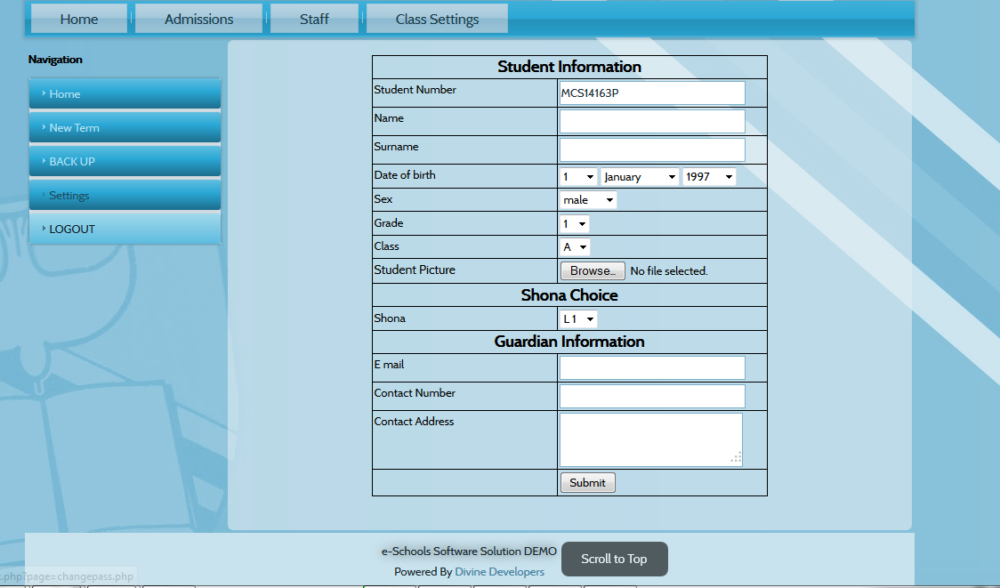 Home Admissions Staff Class Settings
Navigation
Home
New Term
BACK UP
Settings
LOGOUT
Student Information
Student Number MCS14163P
Name
Surname
Date of birth 1 January 1997
Sex male
Grade 1
Class A
Student Picture Browse_ No file selected.
Shona Choice
Shona L1
Guardian Information
E mail
Contact Number
Contact Address
Submit
e-Schools Software Solution DEMO
Scroll to Top
Powered By Divine Developers
.php?page=changepass.php